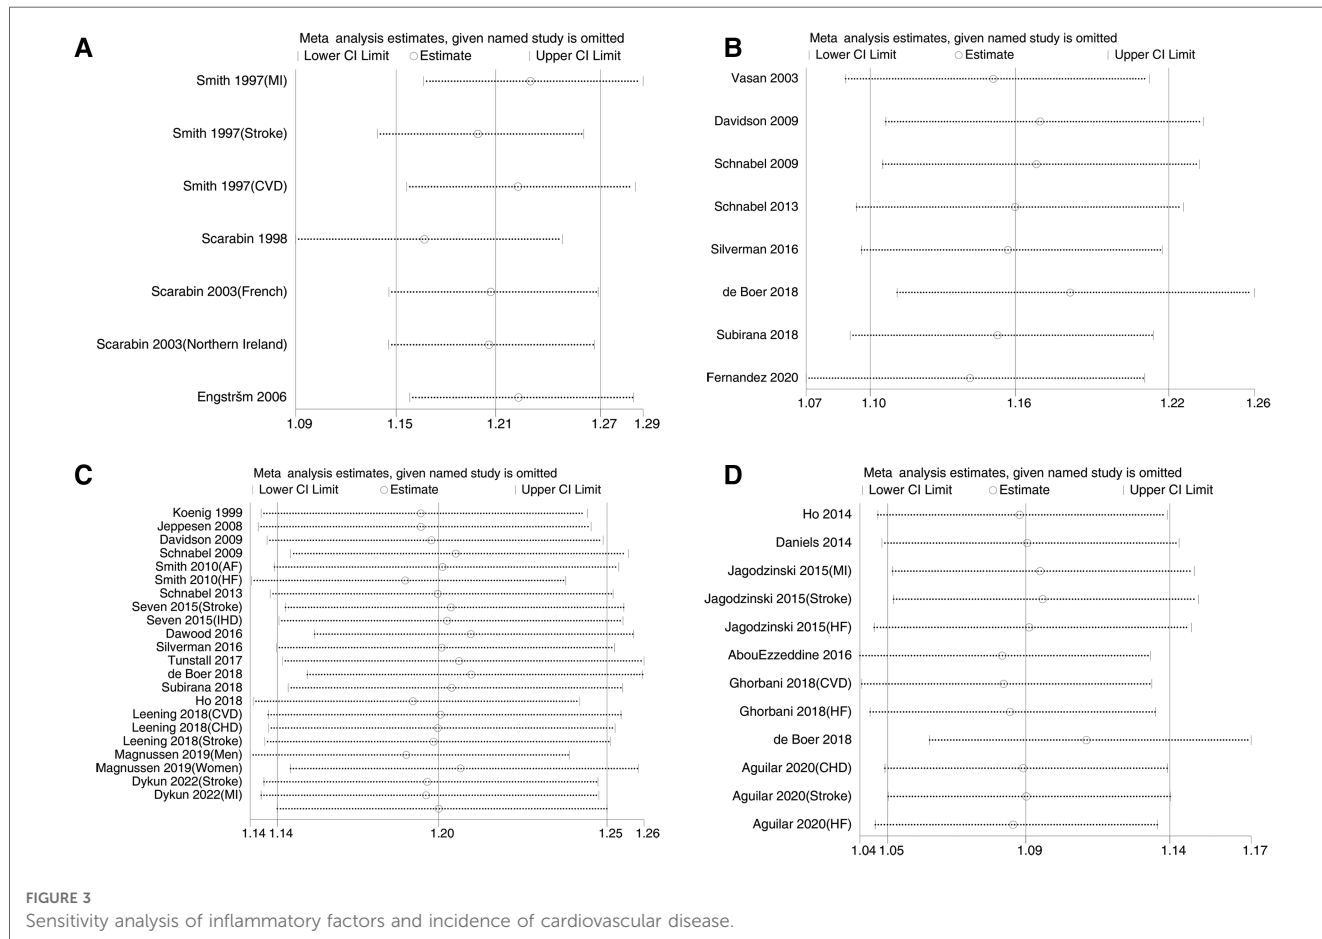 A
Meta analysis estimates, given named study is omitted
Lower CI Limit Estimate Upper CI Limit
Smith 1997(MI)
Smith 1997(Stroke)
Smith 1997(CVD)
Scarabin 1998
Scarabin 2003(French)
Scarabin 2003(Northern Ireland)
Engstršm 2006
1.09 1.15 1.21 1.27 1.29
B
Meta analysis estimates, given named study is omitted
Lower CI Limit Estimate Upper CI Limit
Vasan 2003
Davidson 2009
Schnabel 2009
Schnabel 2013
Silverman 2016
de Boer 2018
Subirana 2018
Fernandez 2020
1.07 1.10 1.16 1.22 1.26
C
Meta analysis estimates, given named study is omitted
Lower CI Limit Estimate Upper CI Limit
Koenig 1999
Jeppesen 2008
Davidson 2009
Schnabel 2009
Smith 2010(AF)
Smith 2010(HF)
Schnabel 2013
Seven 2015(Stroke)
Seven 2015(IHD)
Dawood 2016
Silverman 2016
Tunstall 2017
de Boer 2018
Subirana 2018
Ho 2018
Leening 2018(CVD)
Leening 2018(CHD)
Leening 2018(Stroke)
Magnussen 2019(Men)
Magnussen 2019(Women)
Dykun 2022(Stroke)
Dykun 2022(MI)
1.14 1.14 1.20 1.25 1.26
D
Meta analysis estimates, given named study is omitted
Lower CI Limit Estimate Upper CI Limit
Ho 2014
Daniels 2014
Jagodzinski 2015(MI)
Jagodzinski 2015(Stroke)
Jagodzinski 2015(HF)
AbouEzzeddine 2016
Ghorbani 2018(CVD)
Ghorbani 2018(HF)
de Boer 2018
Aguilar 2020(CHD)
Aguilar 2020(Stroke)
Aguilar 2020(HF)
1.04 1.05 1.09 1.14 1.17
FIGURE 3
Sensitivity analysis of inflammatory factors and incidence of cardiovascular disease.